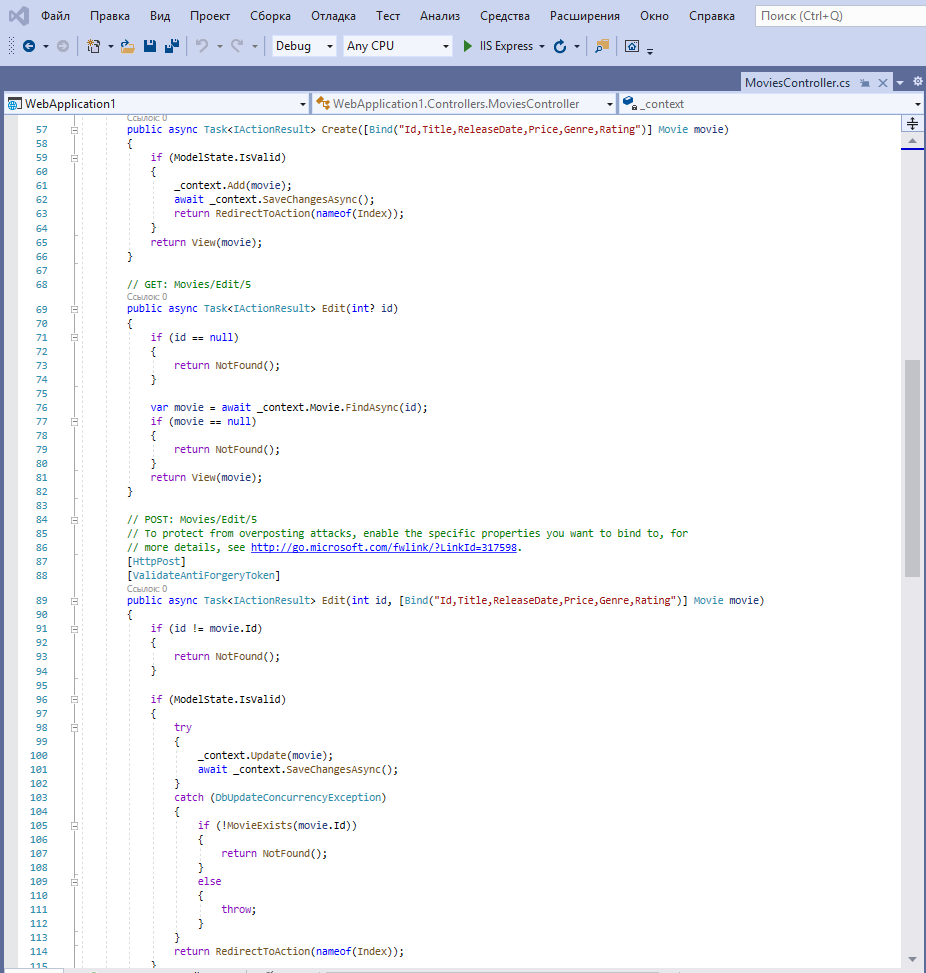 Файл Правка Вид Проект Сборка Отладка Тест Анализ Средства Расширения Окно Справка Поиск (Ctrl+Q)
Debug Any CPU IIS Express
MoviesController.cs
WebApplication1 WebApplication1.Controllers.MoviesController _context
Ссылок: 0
57 public async Task<IActionResult> Create([Bind("Id,Title,ReleaseDate,Price,Genre,Rating")] Movie movie)
58 {
59 if (ModelState.IsValid)
60 {
61 _context.Add(movie);
62 await _context.SaveChangesAsync();
63 return RedirectToAction(nameof(Index));
64 }
65 return View(movie);
66 }
67
68 // GET: Movies/Edit/5
Ссылок: 0
69 public async Task<IActionResult> Edit(int? id)
70 {
71 if (id == null)
72 {
73 return NotFound();
74 }
75
76 var movie = await _context.Movie.FindAsync(id);
77 if (movie == null)
78 {
79 return NotFound();
80 }
81 return View(movie);
82 }
83
84 // POST: Movies/Edit/5
85 // To protect from overposting attacks, enable the specific properties you want to bind to, for
86 // more details, see http://go.microsoft.com/fwlink/?LinkId=317598.
87 [HttpPost]
88 [ValidateAntiForgeryToken]
Ссылок: 0
89 public async Task<IActionResult> Edit(int id, [Bind("Id,Title,ReleaseDate,Price,Genre,Rating")] Movie movie)
90 {
91 if (id != movie.Id)
92 {
93 return NotFound();
94 }
95
96 if (ModelState.IsValid)
97 {
98 try
99 {
100 _context.Update(movie);
101 await _context.SaveChangesAsync();
102 }
103 catch (DbUpdateConcurrencyException)
104 {
105 if (!MovieExists(movie.Id))
106 {
107 return NotFound();
108 }
109 else
110 {
111 throw;
112 }
113 }
114 return RedirectToAction(nameof(Index));
115 }